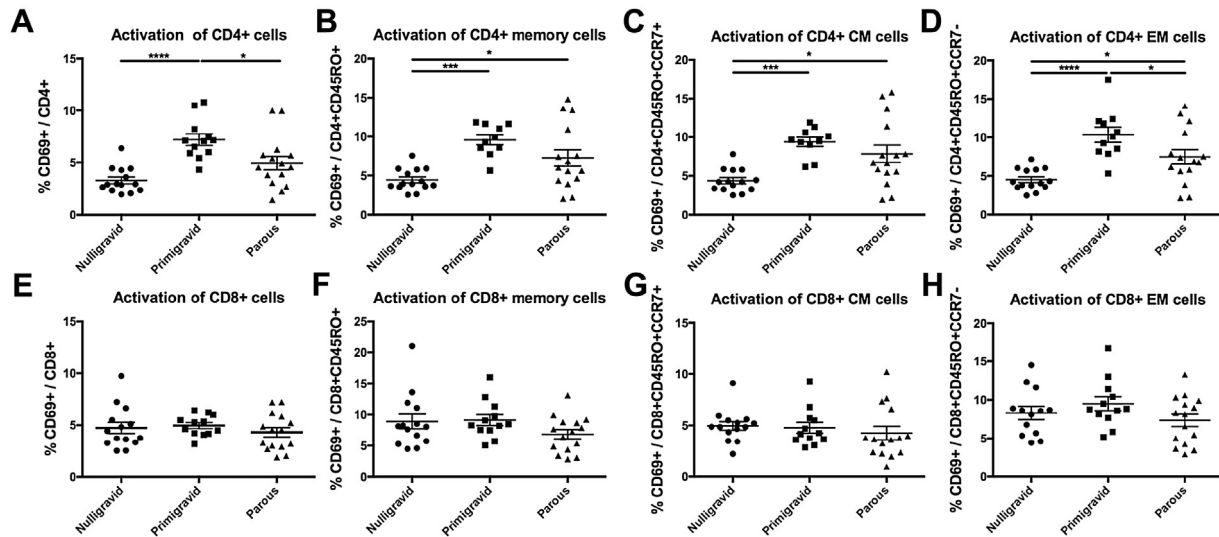 A
Activation of CD4+ cells
% CD69+ / CD4+
15
10
5
0
****
*
Nulligravid
Primigravid
Parous
B
Activation of CD4+ memory cells
% CD69+ / CD4+CD45RO+
20
15
10
5
0
*
***
Nulligravid
Primigravid
Parous
C
Activation of CD4+ CM cells
% CD69+ / CD4+CD45RO+CCR7+
20
15
10
5
0
*
***
Nulligravid
Primigravid
Parous
D
Activation of CD4+ EM cells
% CD69+ / CD4+CD45RO+CCR7-
20
15
10
5
0
*
****
*
Nulligravid
Primigravid
Parous
E
Activation of CD8+ cells
% CD69+ / CD8+
15
10
5
0
Nulligravid
Primigravid
Parous
F
Activation of CD8+ memory cells
% CD69+ / CD8+CD45RO+
25
20
15
10
5
0
Nulligravid
Primigravid
Parous
G
Activation of CD8+ CM cells
% CD69+ / CD8+CD45RO+CCR7+
15
10
5
0
Nulligravid
Primigravid
Parous
H
Activation of CD8+ EM cells
% CD69+ / CD8+CD45RO+CCR7-
20
15
10
5
0
Nulligravid
Primigravid
Parous